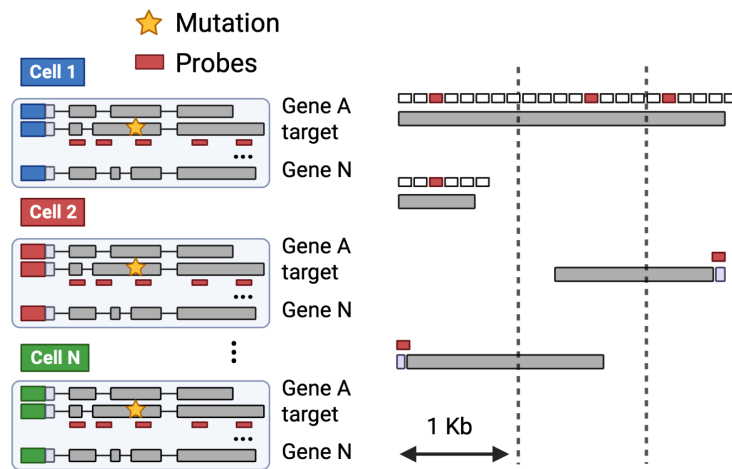 Mutation
Probes
Cell 1
Gene A
target
...
Gene N
Cell 2
Gene A
target
...
Gene N
Cell N
Gene A
target
...
Gene N
1 Kb